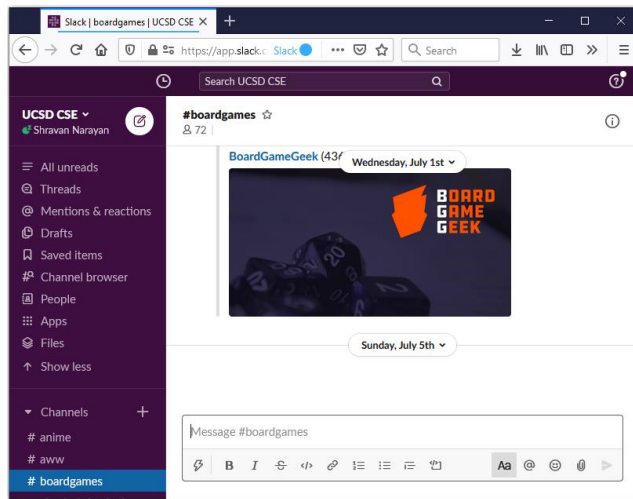 Slack | boardgames | UCSD CSE
https://app.slack.c Slack
Search
Search UCSD CSE
UCSD CSE
Shravan Narayan
All unreads
Threads
Mentions & reactions
Drafts
Saved items
Channel browser
People
Apps
Files
Show less
Channels
# anime
# aww
# boardgames
#boardgames
72
BoardGameGeek
Wednesday, July 1st
BOARD
GAME
GEEK
20
Sunday, July 5th
Message #boardgames
B I S </>
Aa @